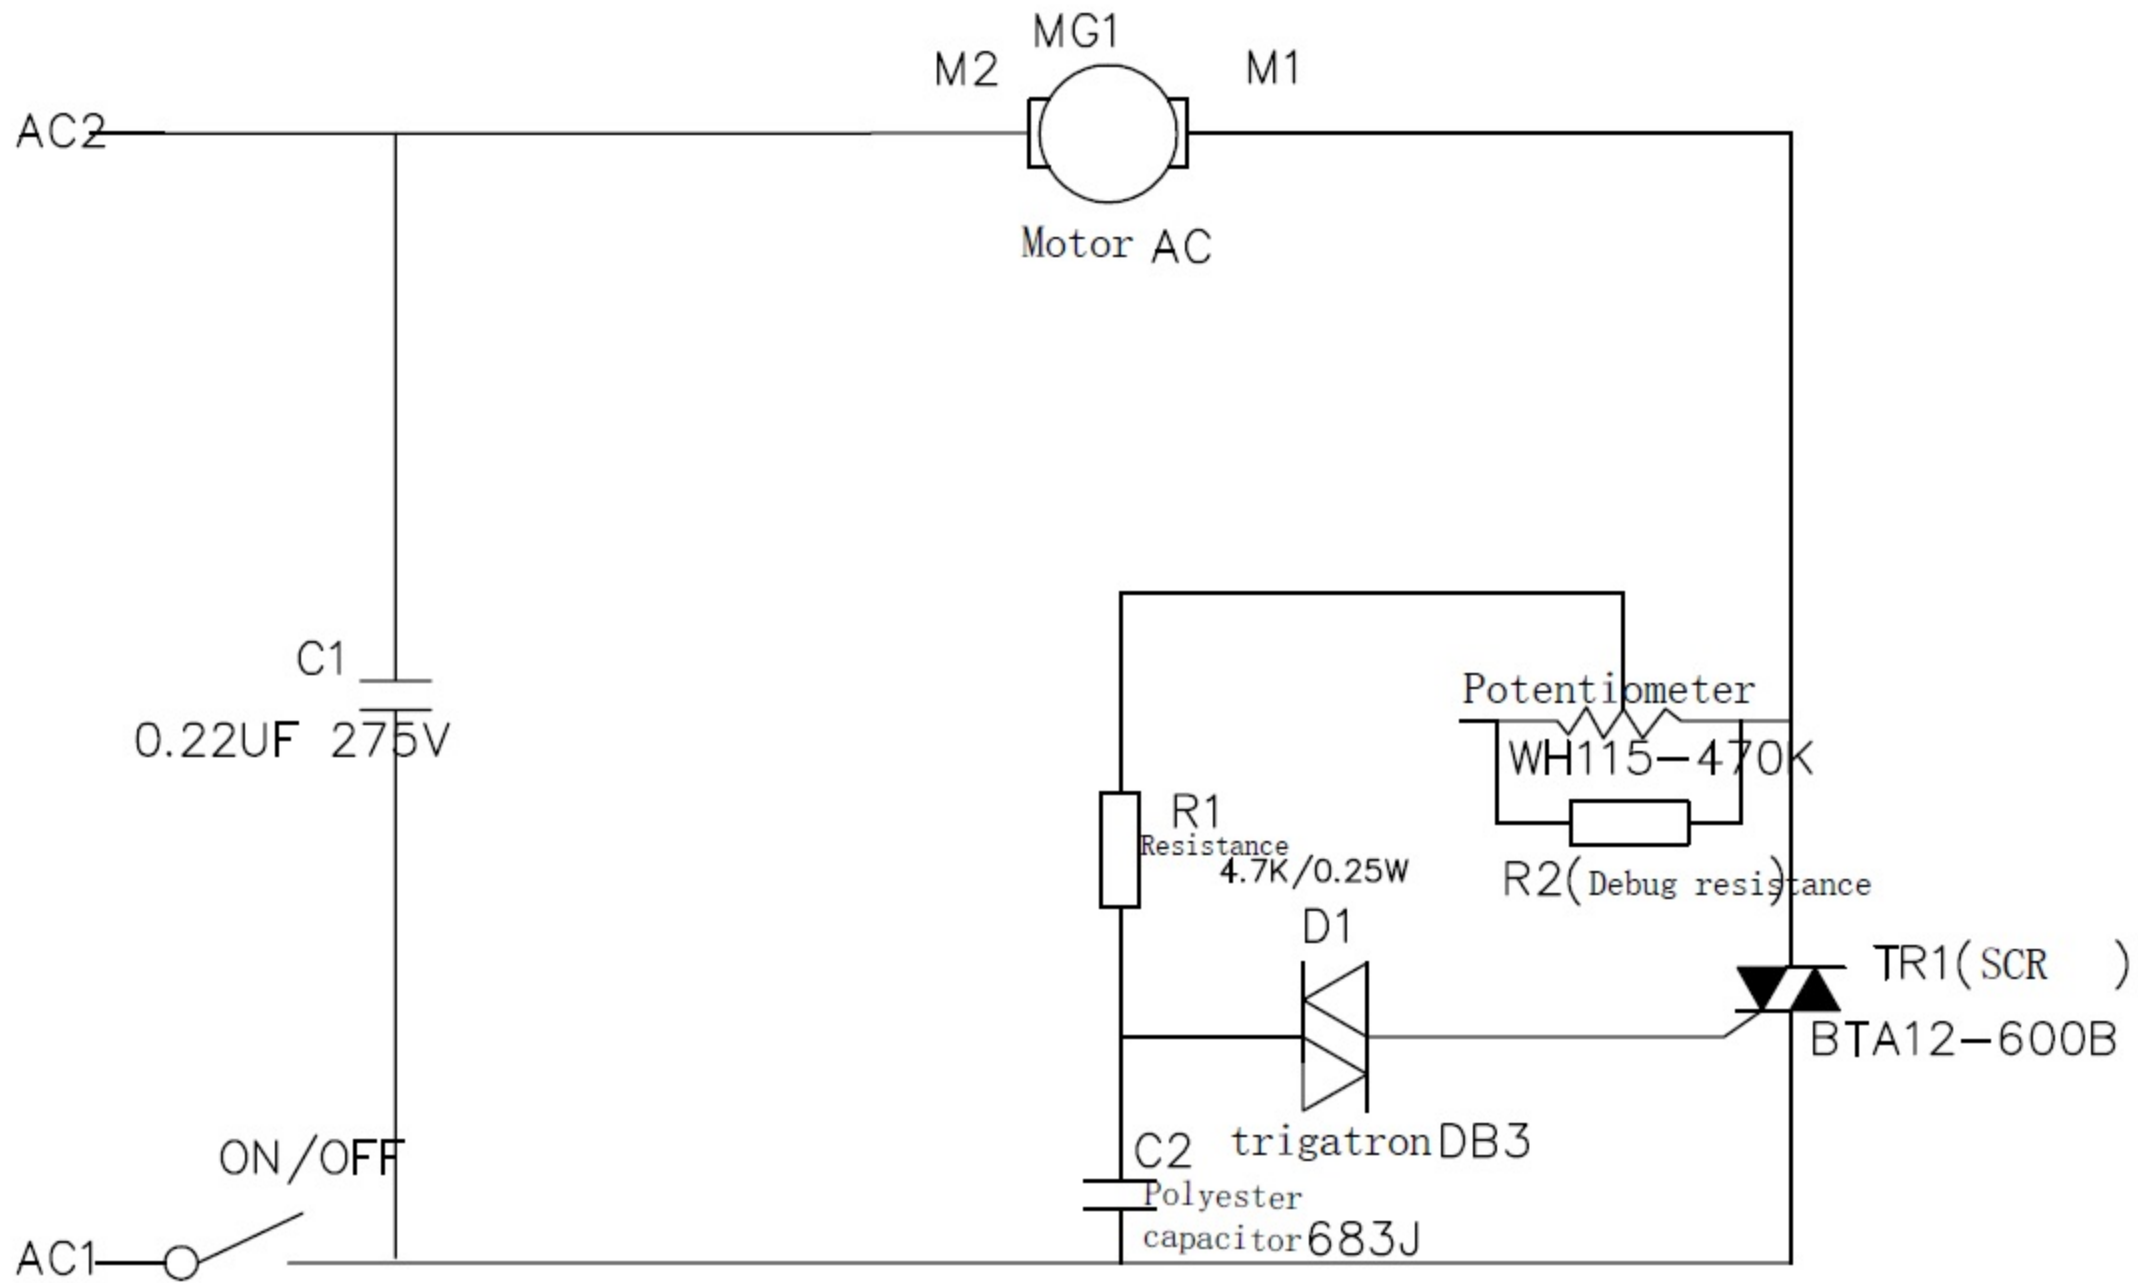 MG1
M2
M1
AC2
Motor AC
C1
0.22UF 275V
Potentiometer
WH115-470K
R1
Resistance
4.7K/0.25W
R2(Debug resistance)
D1
TR1(SCR )
BTA12-600B
trigatron DB3
C2
Polyester
capacitor 683J
ON/OFF
AC1